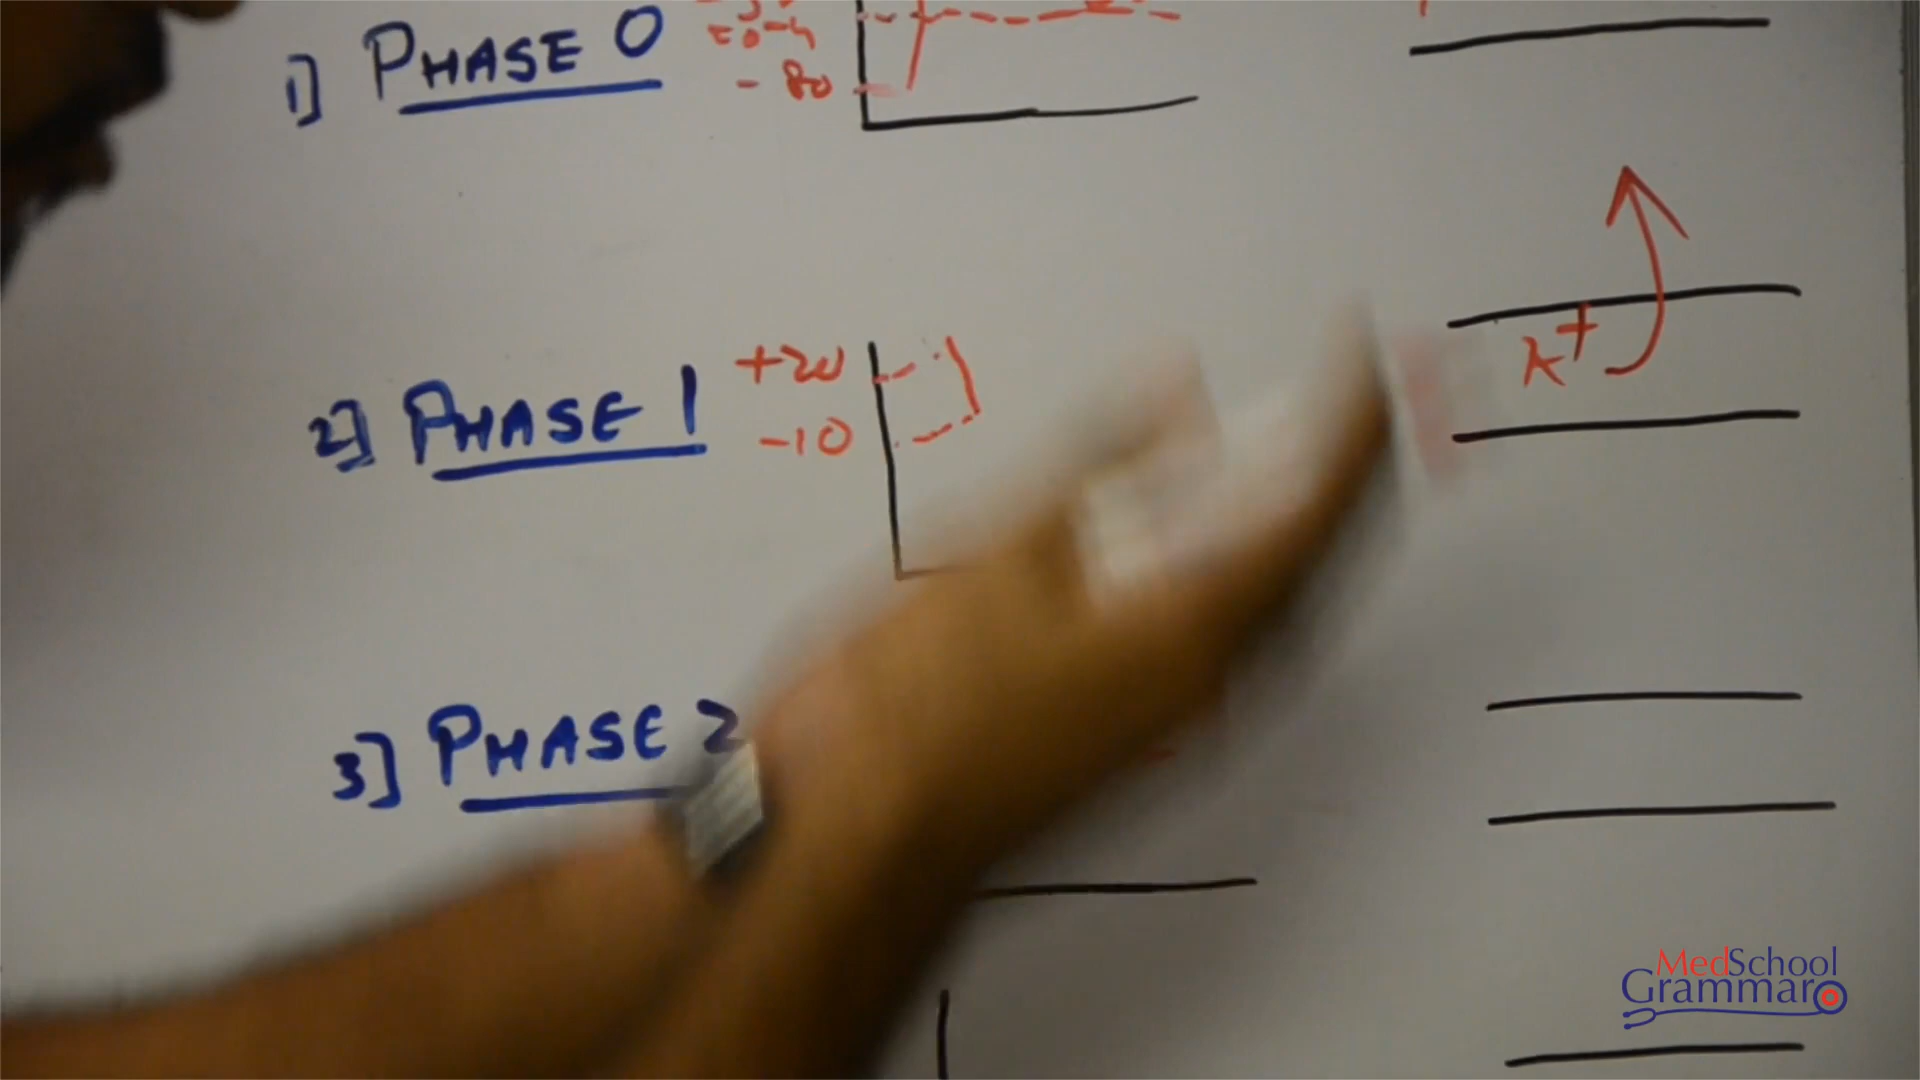 1] PHASE 0
- 80
2] PHASE 1 +20
-10
K+
3] PHASE 2
MedSchool
Grammar